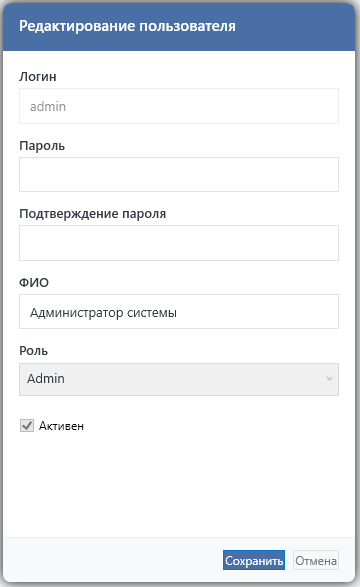 Редактирование пользователя
Логин
admin
Пароль
Подтверждение пароля
ФИО
Администратор системы
Роль
Admin
Активен
Сохранить Отмена